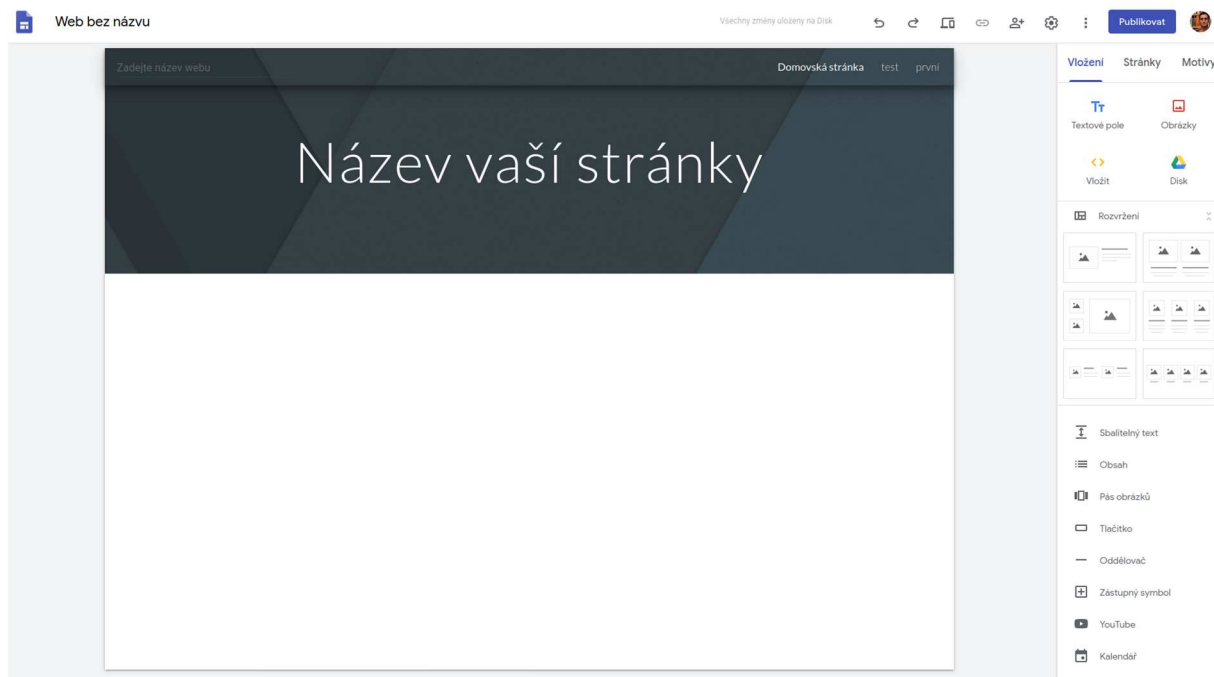 Web bez názvu
Všechny změny uloženy na Disk
Publikovat
Zadejte název webu
Domovská stránka test první
Název vaší stránky
Vložení Stránky Motivy
Textové pole Obrázky
Vložit Disk
Rozvržení
Sbalitelný text
Obsah
Pás obrázků
Tlačítko
Oddělovač
Zástupný symbol
YouTube
Kalendář